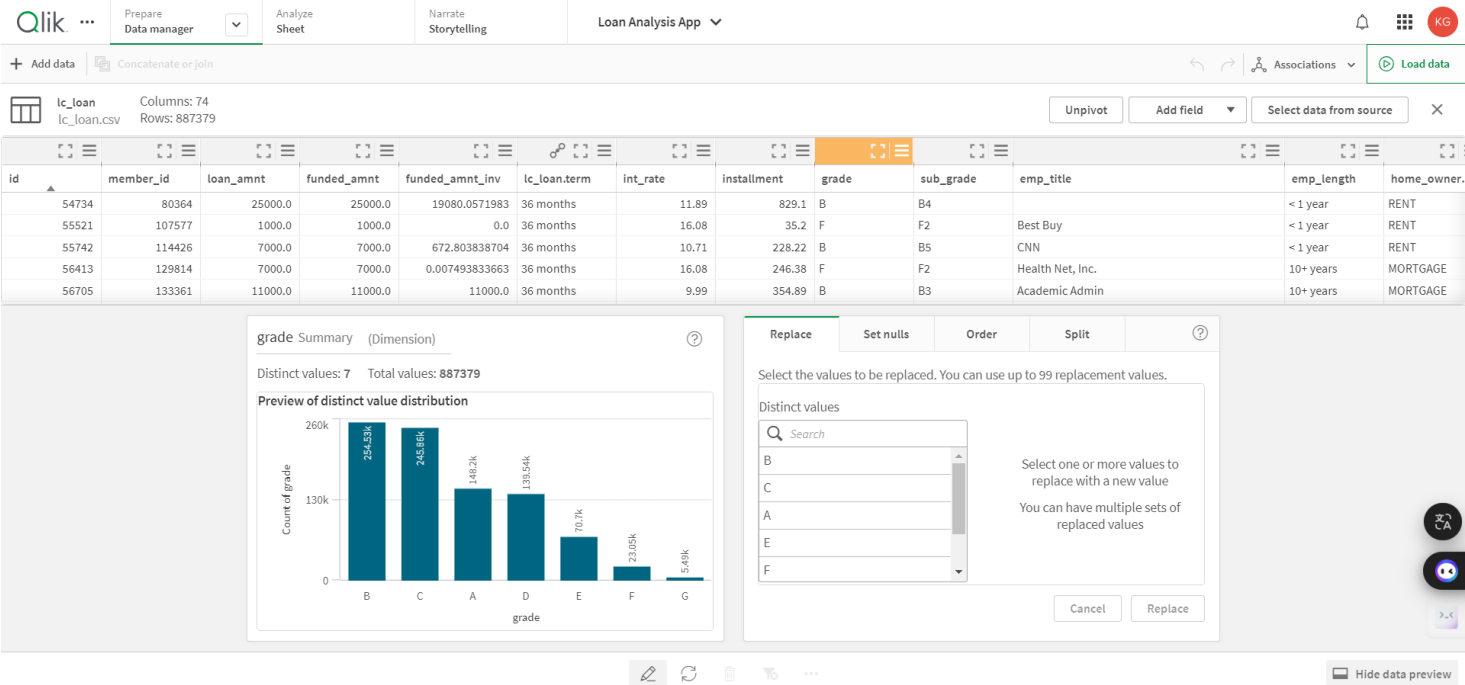 Qlik
Prepare
Data manager
Analyze
Sheet
Narrate
Storytelling
Loan Analysis App
KG
Add data
Concatenate or join
Associations
Load data
lc_loan
lc_loan.csv
Columns: 74
Rows: 887379
Unpivot
Add field
Select data from source
id member_id loan_amnt funded_amnt funded_amnt_inv lc_loan.term int_rate installment grade sub_grade emp_title emp_length home_owner.
54734 80364 25000.0 25000.0 19080.0571983 36 months 11.89 829.1 B B4 < 1 year RENT
55521 107577 1000.0 1000.0 0.0 36 months 16.08 35.2 F F2 Best Buy < 1 year RENT
55742 114426 7000.0 7000.0 672.803838704 36 months 10.71 228.22 B B5 CNN < 1 year RENT
56413 129814 7000.0 7000.0 0.007493833663 36 months 16.08 246.38 F F2 Health Net, Inc. 10+ years MORTGAGE
56705 133361 11000.0 11000.0 11000.0 36 months 9.99 354.89 B B3 Academic Admin 10+ years MORTGAGE
grade Summary (Dimension)
Distinct values: 7 Total values: 887379
Preview of distinct value distribution
260k
130k
0
Count of grade
254.53k
245.86k
148.2k
139.54k
70.7k
23.05k
5.49k
B C A D E F G
grade
Replace
Set nulls
Order
Split
Select the values to be replaced. You can use up to 99 replacement values.
Distinct values
Search
B
C
A
E
F
Select one or more values to
replace with a new value
You can have multiple sets of
replaced values
Cancel
Replace
Hide data preview